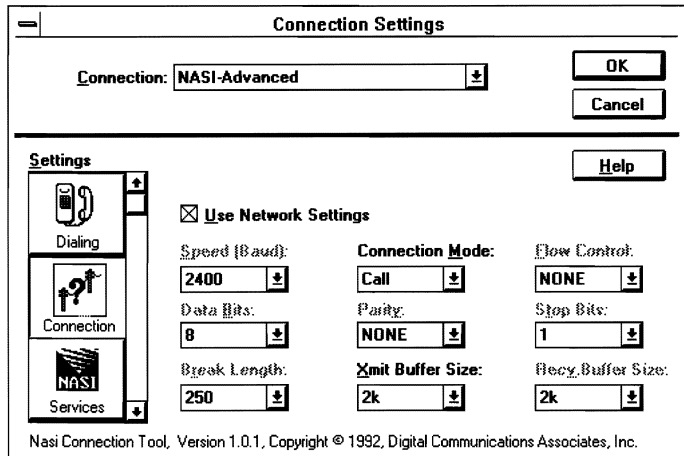 Connection Settings
Connection: NASI-Advanced
OK
Cancel
Settings
Help
Dialing
Use Network Settings
Speed (Baud): Connection Mode: Flow Control:
2400 Call NONE
Connection
Data Bits: Parity: Stop Bits:
8 NONE 1
NASI
Services
Break Length: Xmit Buffer Size: Recv. Buffer Size:
250 2k 2k
Nasi Connection Tool, Version 1.0.1, Copyright © 1992, Digital Communications Associates, Inc.